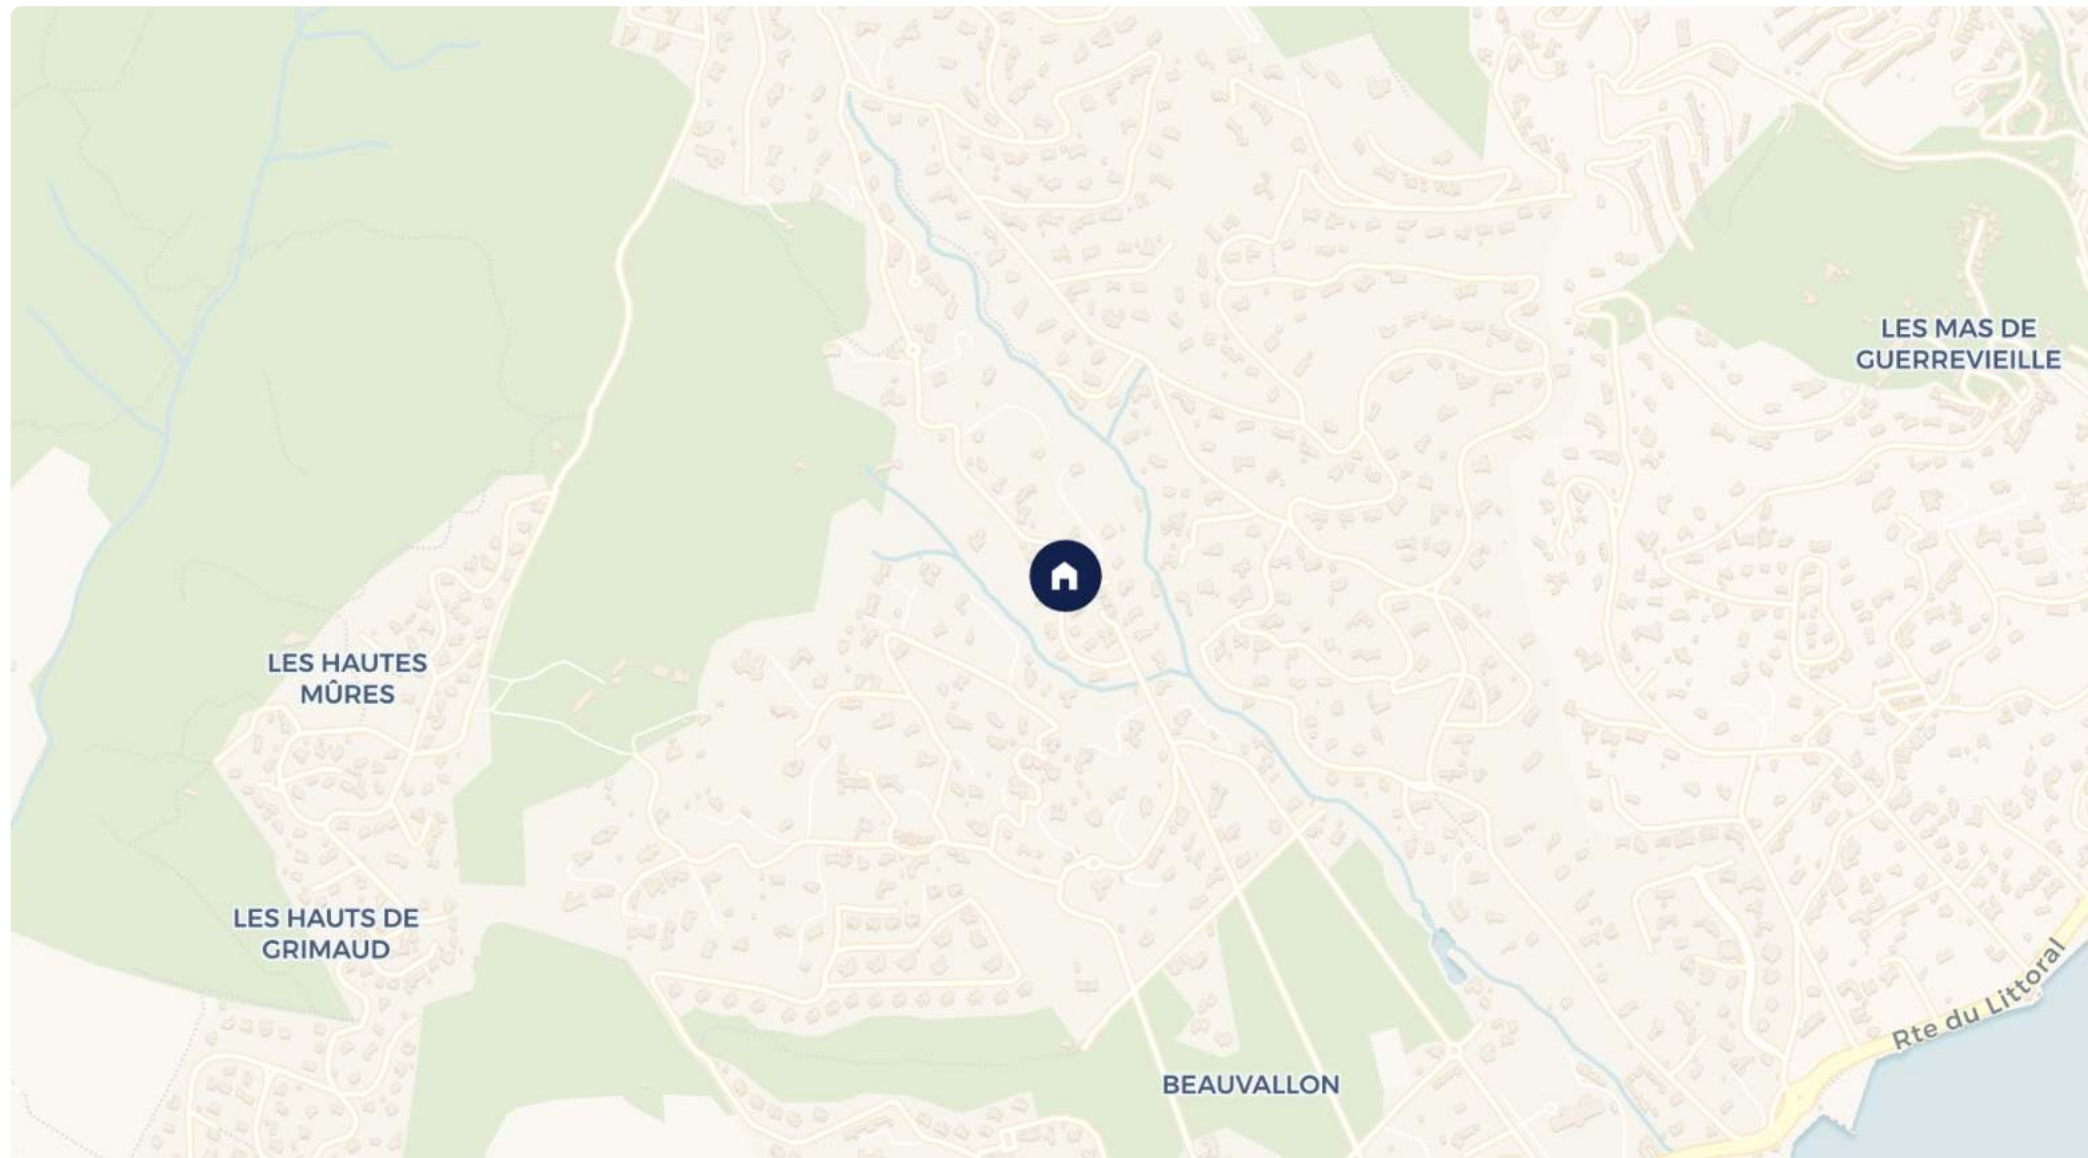 LES MAS DE
GUERREVIEILLE
LES HAUTES
MÛRES
LES HAUTS DE
GRIMAUD
Rte du Littoral
BEAUVALLON